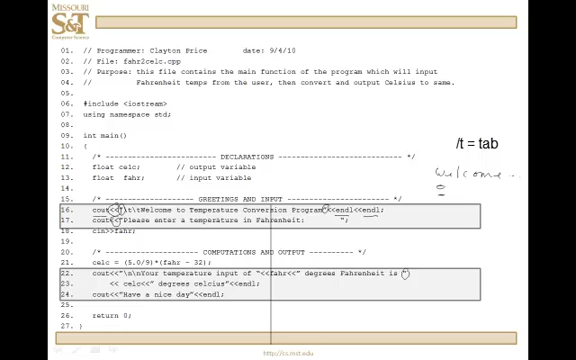 MISSOURI
S&T
Computer Science
01. // Programmer: Clayton Price date: 9/4/10
02. // File: fahr2celc.cpp
03. // Purpose: this file contains the main function of the program which will input
04. // Fahrenheit temps from the user, then convert and output Celcius to same.
05.
06. #include <iostream>
07. using namespace std;
08.
09. int main()
10. {
11. /* ------------------------ DECLARATIONS --------------------------- */
12. float celc; // output variable
13. float fahr; // input variable
14.
15. /* -------------------- GREETINGS AND INPUT ------------------------ */
16. cout<<"\t\tWelcome to Temperature Conversion Program"<<endl<<endl;
17. cout<<"Please enter a temperature in Fahrenheit: ";
18. cin>>fahr;
19.
20. /* ------------------- COMPUTATIONS AND OUTPUT ---------- */
21. celc = (5.0/9)*(fahr - 32);
22. cout<<"\n\nYour temperature input of "<<fahr<<" degrees Fahrenheit is "
23. << celc<<" degrees celcius"<<endl;
24. cout<<"Have a nice day"<<endl;
25.
26. return 0;
27. }
/t = tab
Welcome ...
http://cs.mst.edu